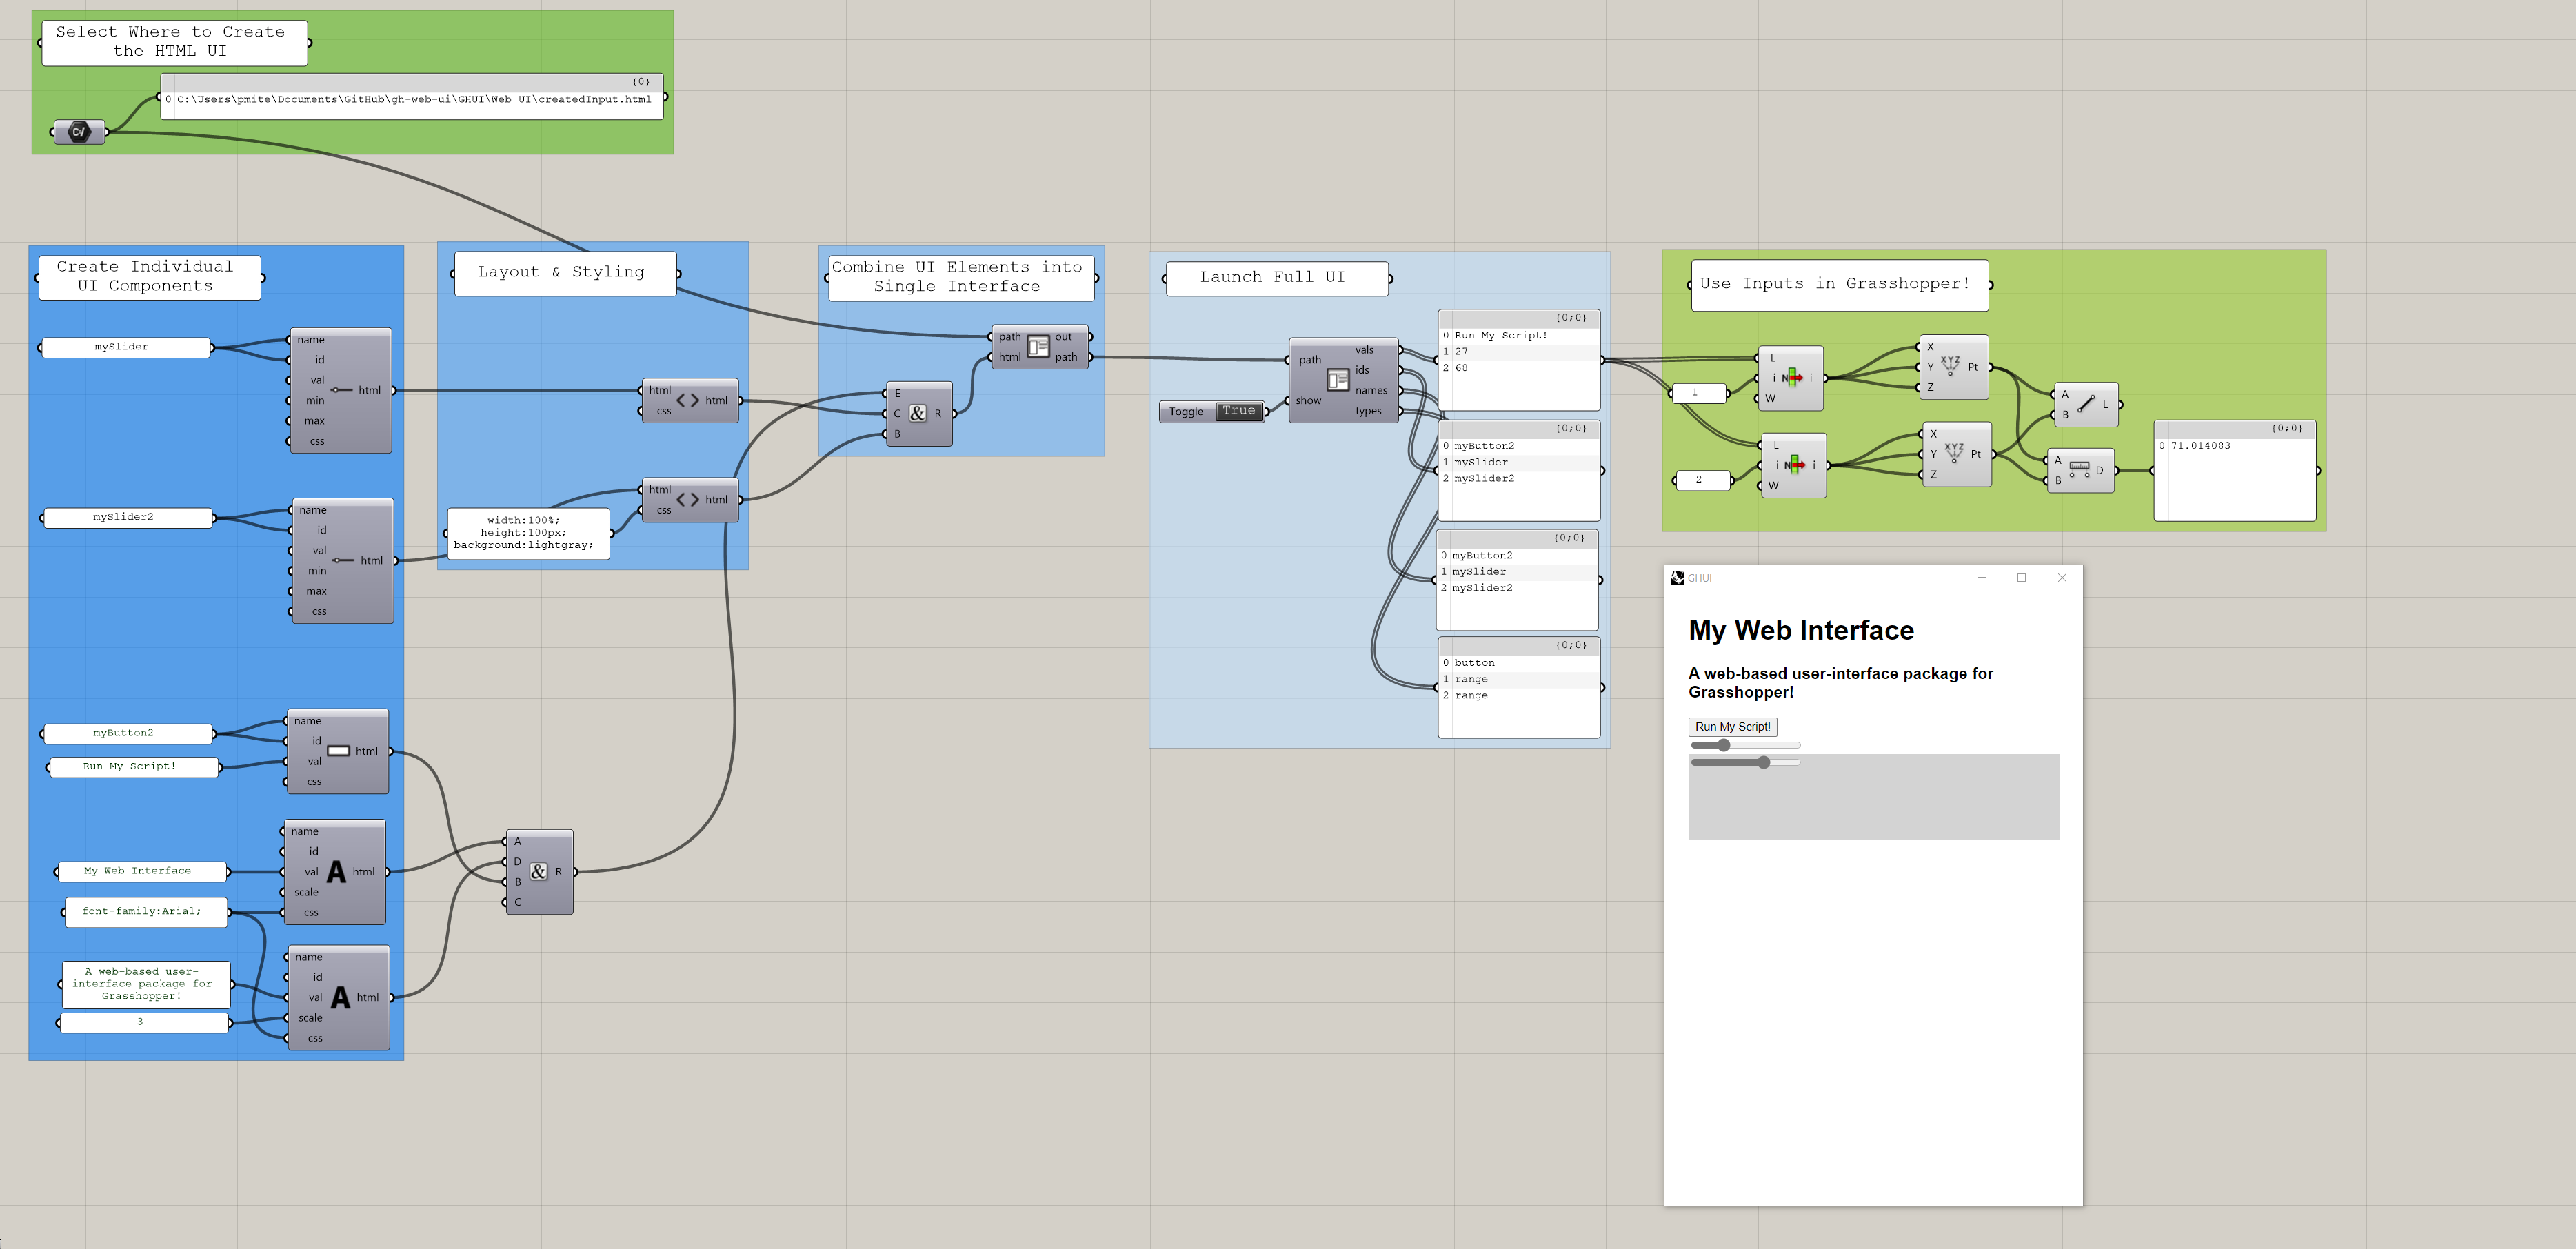 Select Where to Create
the HTML UI
{0}
0 C:\Users\pmite\Documents\GitHub\gh-web-ui\GHUI\Web UI\createdInput.html
C:/
Create Individual
UI Components
mySlider
name
id
val
min
max
css
html
mySlider2
name
id
val
min
max
css
html
myButton2
Run My Script!
name
id
val
css
html
My Web Interface
font-family:Arial;
name
id
val
scale
css
A
html
A web-based user-
interface package for
Grasshopper!
3
name
id
val
scale
css
A
html
A
D
B
C
&
R
Layout & Styling
html
css
< >
html
html
css
< >
html
width:100%;
height:100px;
background:lightgray;
Combine UI Elements into
Single Interface
path
html
out
path
E
C
B
&
R
Launch Full UI
Toggle True
path
show
vals
ids
names
types
{0;0}
0 Run My Script!
1 27
2 68
{0;0}
0 myButton2
1 mySlider
2 mySlider2
{0;0}
0 myButton2
1 mySlider
2 mySlider2
{0;0}
0 button
1 range
2 range
Use Inputs in Grasshopper!
1
L
i
W
N
i
2
L
i
W
N
i
X
Y
Z
XYZ
Pt
X
Y
Z
XYZ
Pt
A
B
L
A
B
D
{0;0}
0 71.014083
GHUI
My Web Interface
A web-based user-interface package for
Grasshopper!
Run My Script!